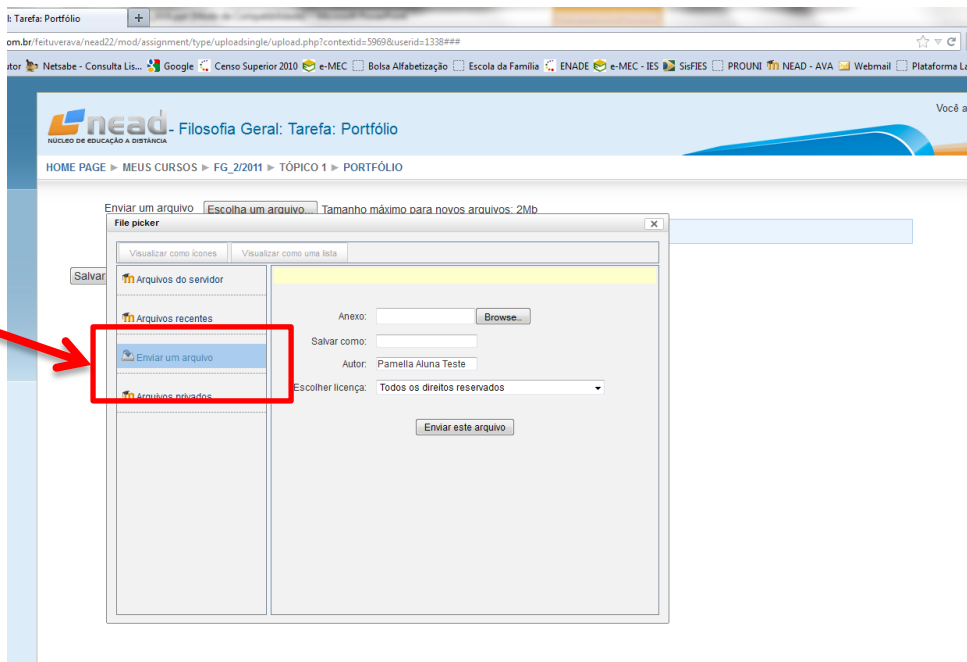 l: Tarefa: Portfólio
+
om.br/feituverava/nead22/mod/assignment/type/uploadsingle/upload.php?contextid=5969&userid=1338###
utor Netsabe - Consulta Lis... Google Censo Superior 2010 e-MEC Bolsa Alfabetização Escola da Família ENADE e-MEC - IES SisFIES PROUNI NEAD - AVA Webmail Plataforma La
Você a
nead - Filosofia Geral: Tarefa: Portfólio
NÚCLEO DE EDUCAÇÃO A DISTÂNCIA
HOME PAGE ► MEUS CURSOS ► FG_2/2011 ► TÓPICO 1 ► PORTFÓLIO
Enviar um arquivo Escolha um arquivo... Tamanho máximo para novos arquivos: 2Mb
File picker
Visualizar como ícones Visualizar como uma lista
Salvar
Arquivos do servidor
Arquivos recentes
Enviar um arquivo
Arquivos privados
Anexo: Browse..
Salvar como:
Autor: Pamella Aluna Teste
Escolher licença: Todos os direitos reservados
Enviar este arquivo